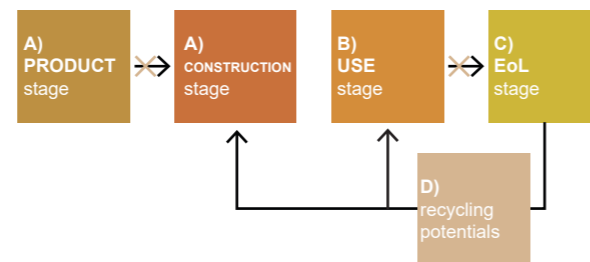 A)
PRODUCT
stage
A)
CONSTRUCTION
stage
B)
USE
stage
C)
EoL
stage
D)
recycling
potentials